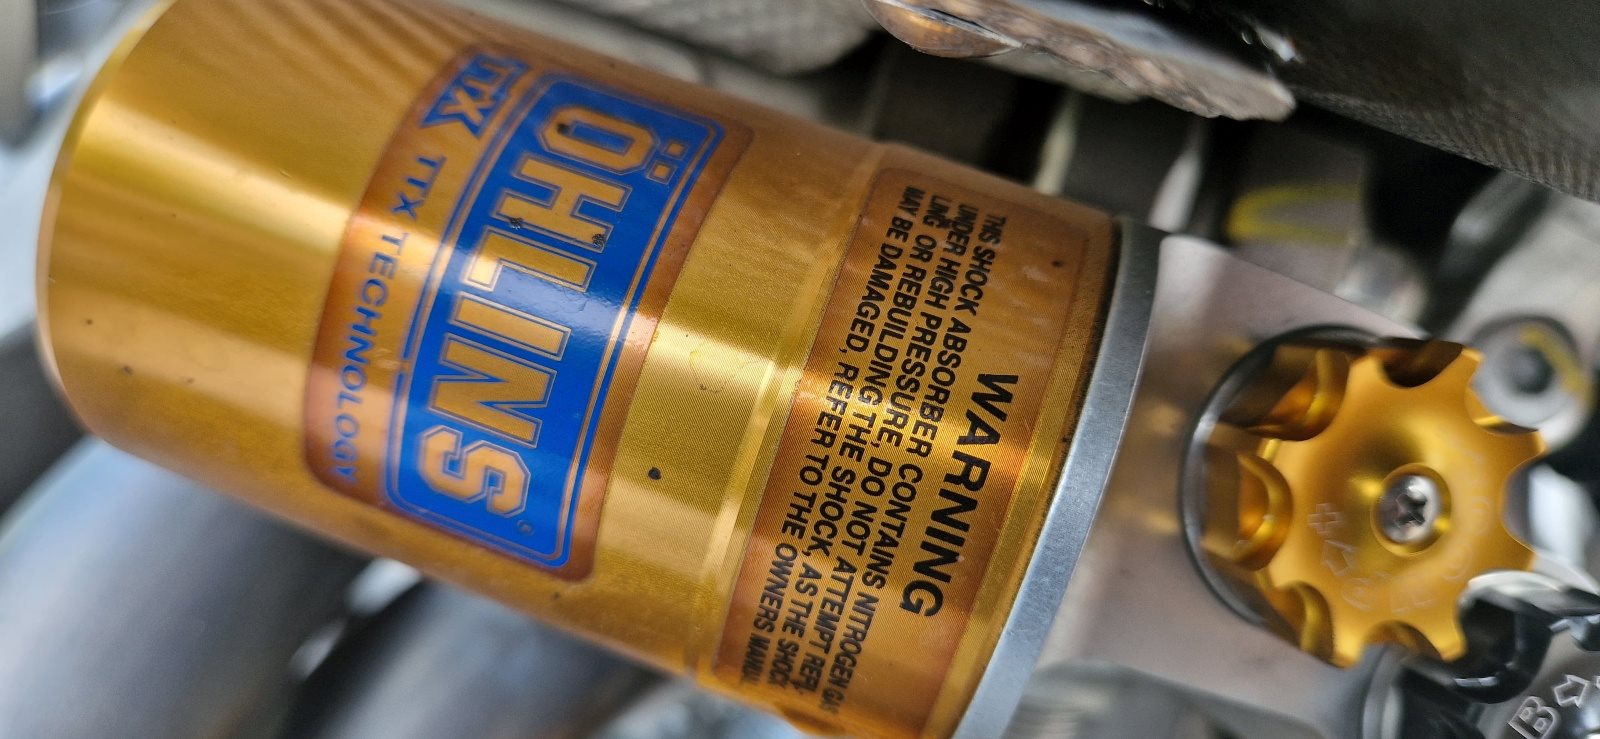 TTX
TTX TECHNOLOGY
ÖHLINS
WARNING
THIS SHOCK ABSORBER CONTAINS NITROGEN GAS
UNDER HIGH PRESSURE, DO NOT ATTEMPT REFIL
LING OR REBUILDING THE SHOCK, AS THE SHOCK
MAY BE DAMAGED, REFER TO THE OWNERS MANUAL
B